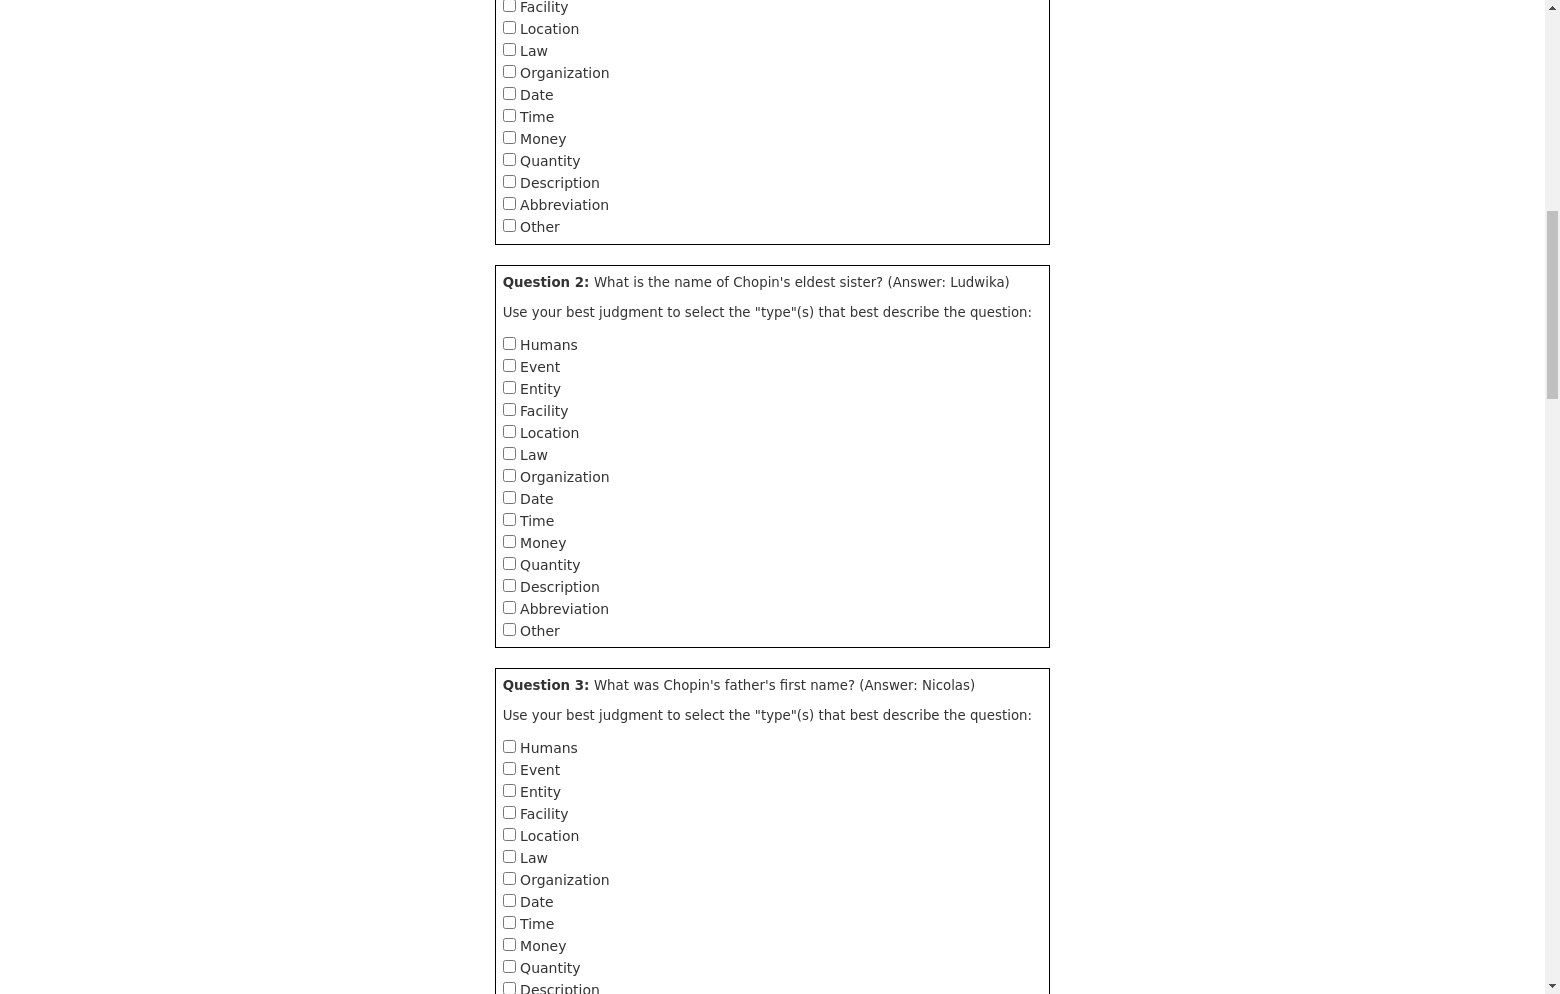 Facility
Location
Law
Organization
Date
Time
Money
Quantity
Description
Abbreviation
Other
Question 2: What is the name of Chopin's eldest sister? (Answer: Ludwika)
Use your best judgment to select the "type"(s) that best describe the question:
Humans
Event
Entity
Facility
Location
Law
Organization
Date
Time
Money
Quantity
Description
Abbreviation
Other
Question 3: What was Chopin's father's first name? (Answer: Nicolas)
Use your best judgment to select the "type"(s) that best describe the question:
Humans
Event
Entity
Facility
Location
Law
Organization
Date
Time
Money
Quantity
Description